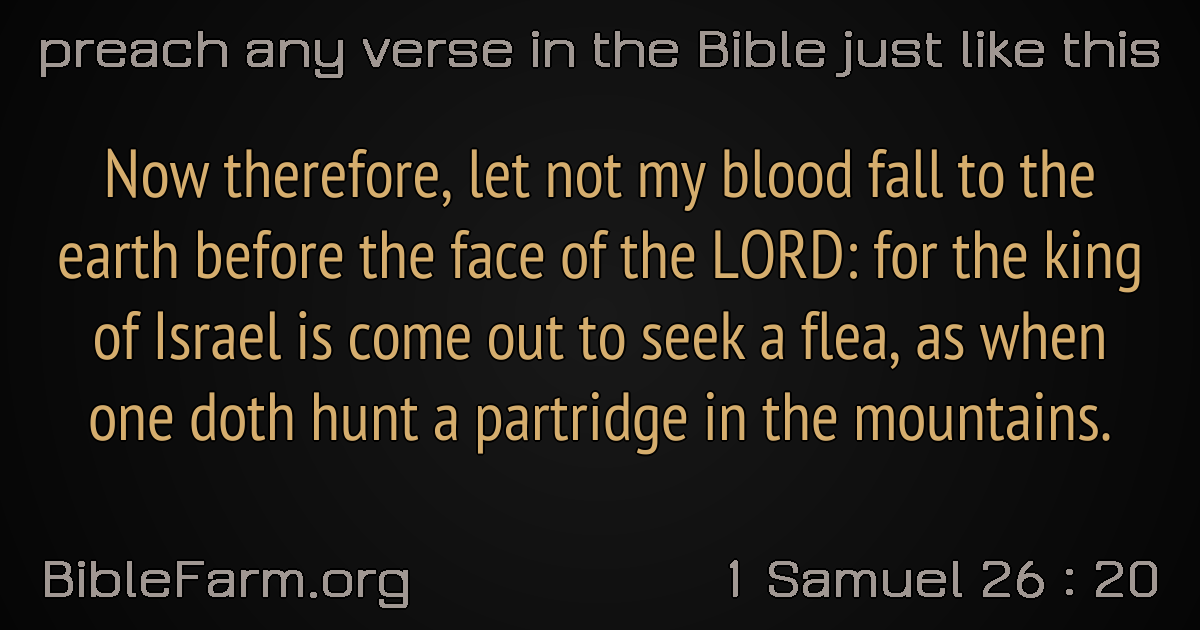 preach any verse in the Bible just like this
Now therefore, let not my blood fall to the
earth before the face of the LORD: for the king
of Israel is come out to seek a flea, as when
one doth hunt a partridge in the mountains.
BibleFarm.org
1 Samuel 26 : 20